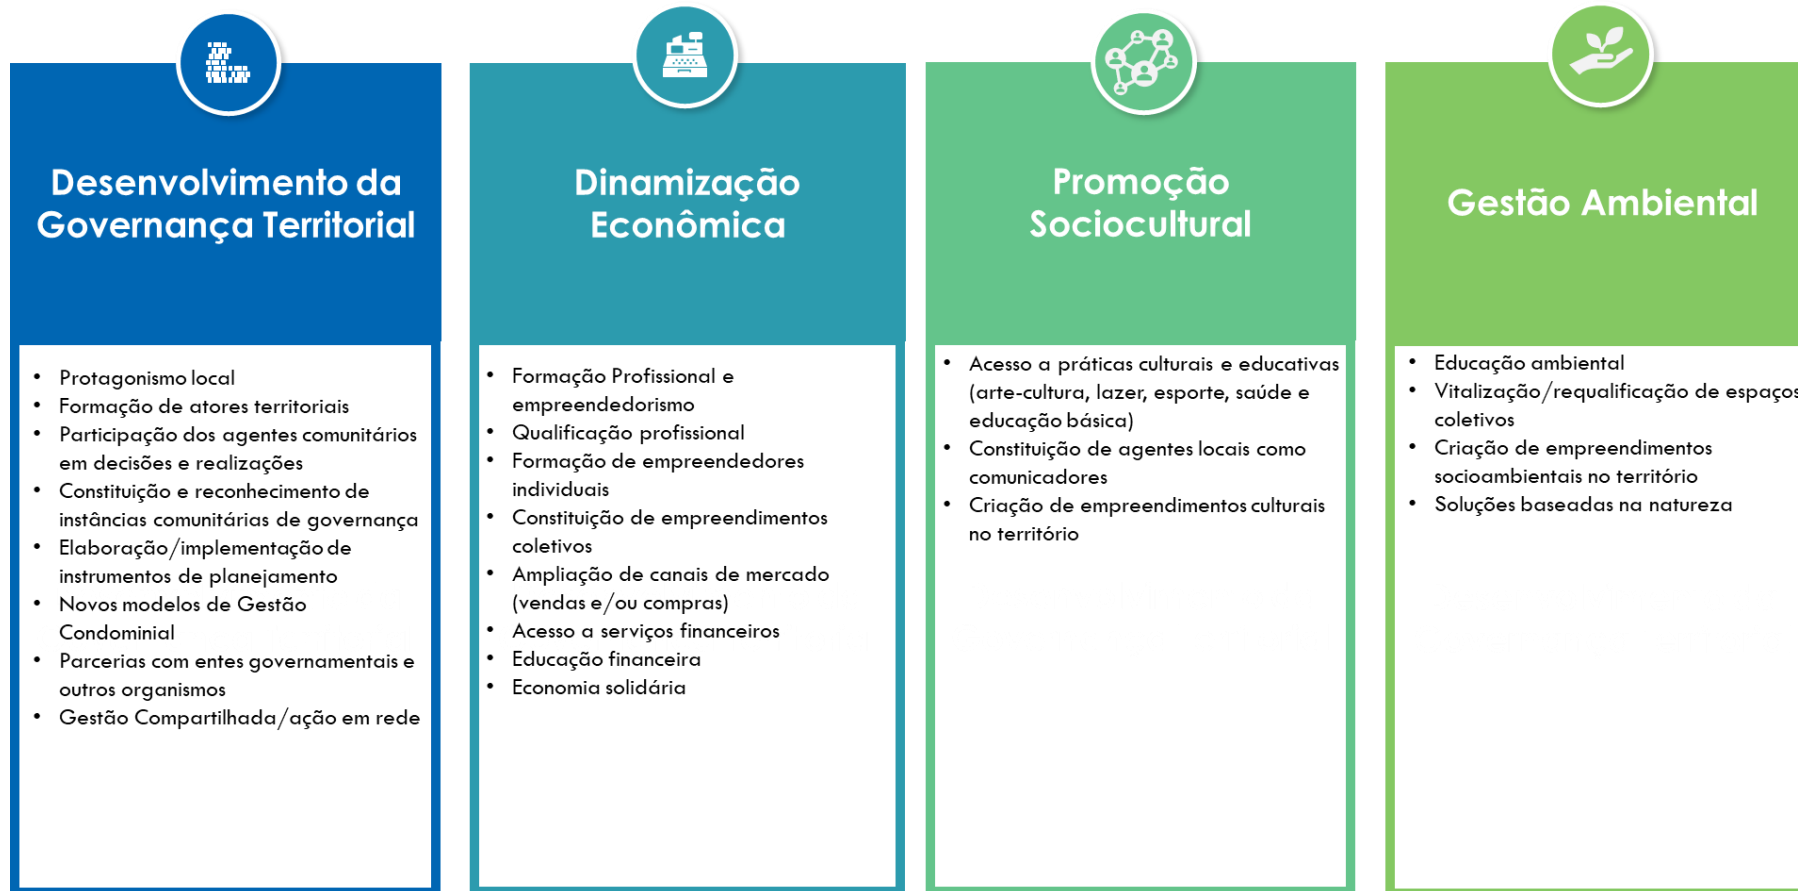 Desenvolvimento da
Governança Territorial
• Protagonismo local
• Formação de atores territoriais
• Participação dos agentes comunitários
em decisões e realizações
• Constituição e reconhecimento de
instâncias comunitárias de governança
• Elaboração/implementação de
instrumentos de planejamento
• Novos modelos de Gestão
Condominial
• Parcerias com entes governamentais e
outros organismos
• Gestão Compartilhada/ação em rede
Dinamização
Econômica
• Formação Profissional e
empreendedorismo
• Qualificação profissional
• Formação de empreendedores
individuais
• Constituição de empreendimentos
coletivos
• Ampliação de canais de mercado
(vendas e/ou compras)
• Acesso a serviços financeiros
• Educação financeira
• Economia solidária
Promoção
Sociocultural
• Acesso a práticas culturais e educativas
(arte-cultura, lazer, esporte, saúde e
educação básica)
• Constituição de agentes locais como
comunicadores
• Criação de empreendimentos culturais
no território
Gestão Ambiental
• Educação ambiental
• Vitalização/requalificação de espaços
coletivos
• Criação de empreendimentos
socioambientais no território
• Soluções baseadas na natureza